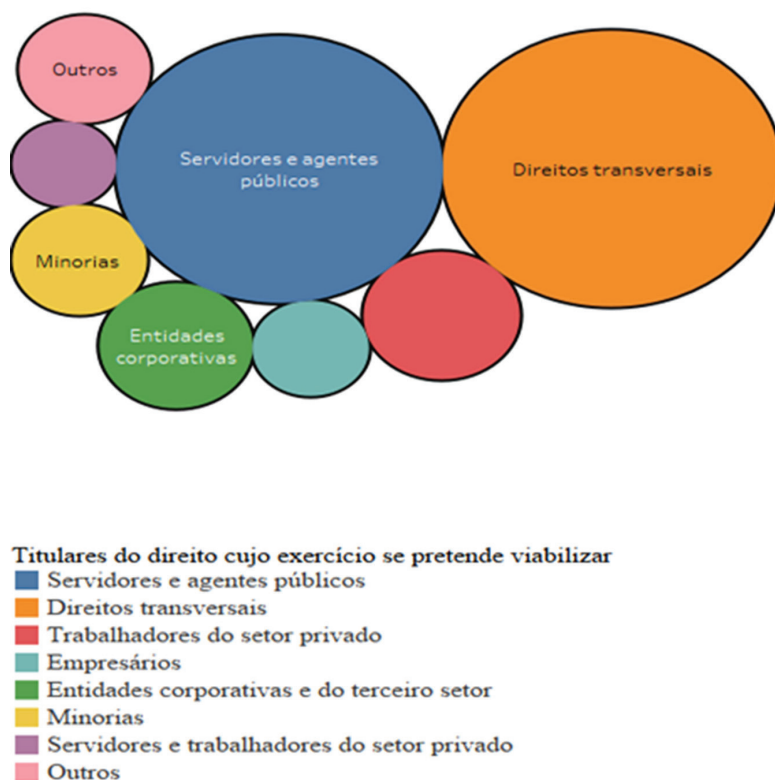 Outros
Servidores e agentes
públicos
Direitos transversais
Minorias
Entidades
corporativas
Titulares do direito cujo exercício se pretende viabilizar
Servidores e agentes públicos
Direitos transversais
Trabalhadores do setor privado
Empresários
Entidades corporativas e do terceiro setor
Minorias
Servidores e trabalhadores do setor privado
Outros